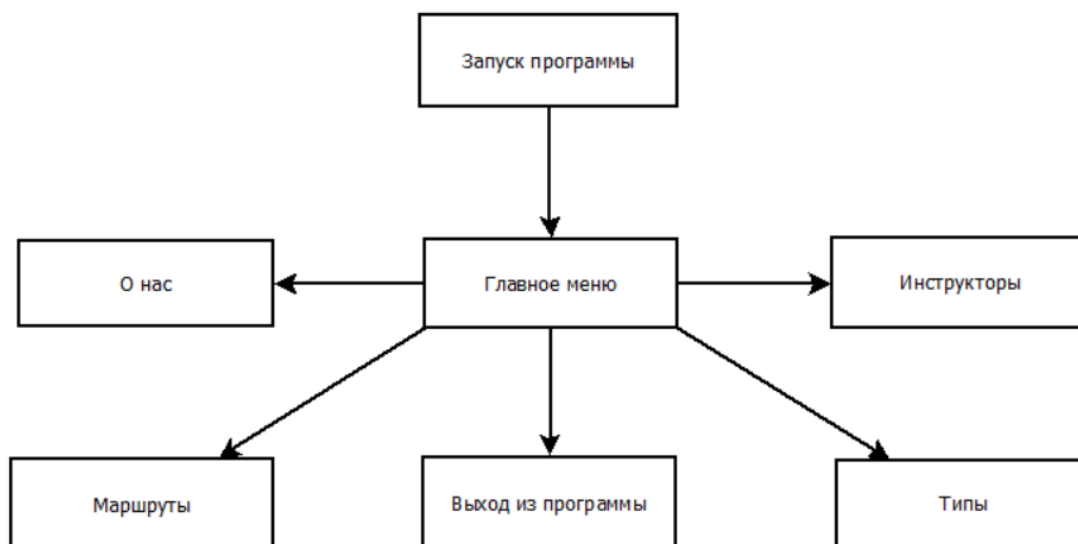 Запуск программы
О нас
Главное меню
Инструкторы
Маршруты
Выход из программы
Типы